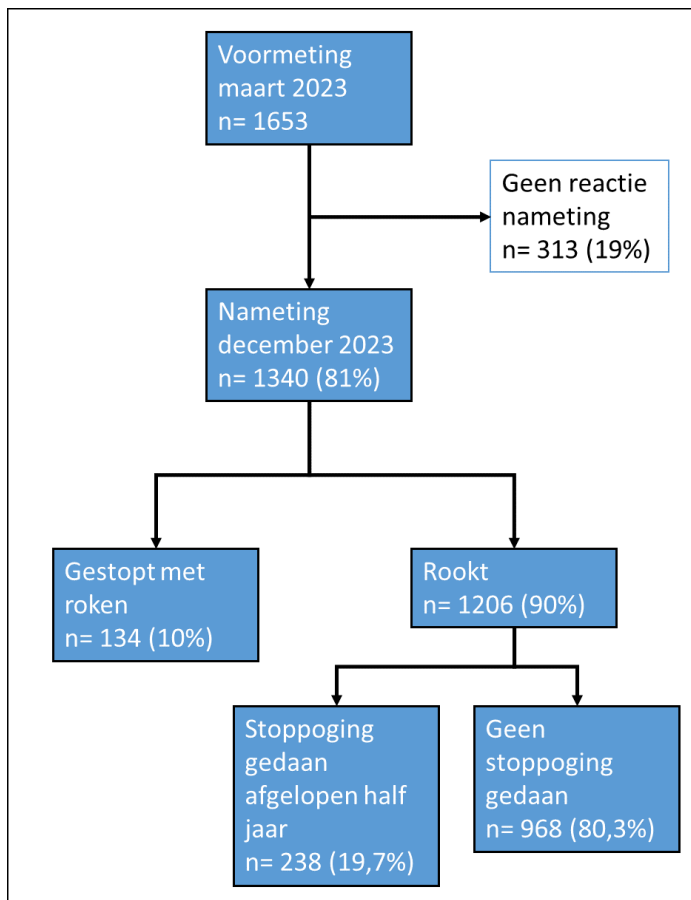 Voormeting
maart 2023
n= 1653
Geen reactie
nameting
n= 313 (19%)
Nameting
december 2023
n= 1340 (81%)
Gestopt met
roken
n= 134 (10%)
Rookt
n= 1206 (90%)
Stoppoging
gedaan
afgelopen half
jaar
n= 238 (19,7%)
Geen
stoppoging
gedaan
n= 968 (80,3%)